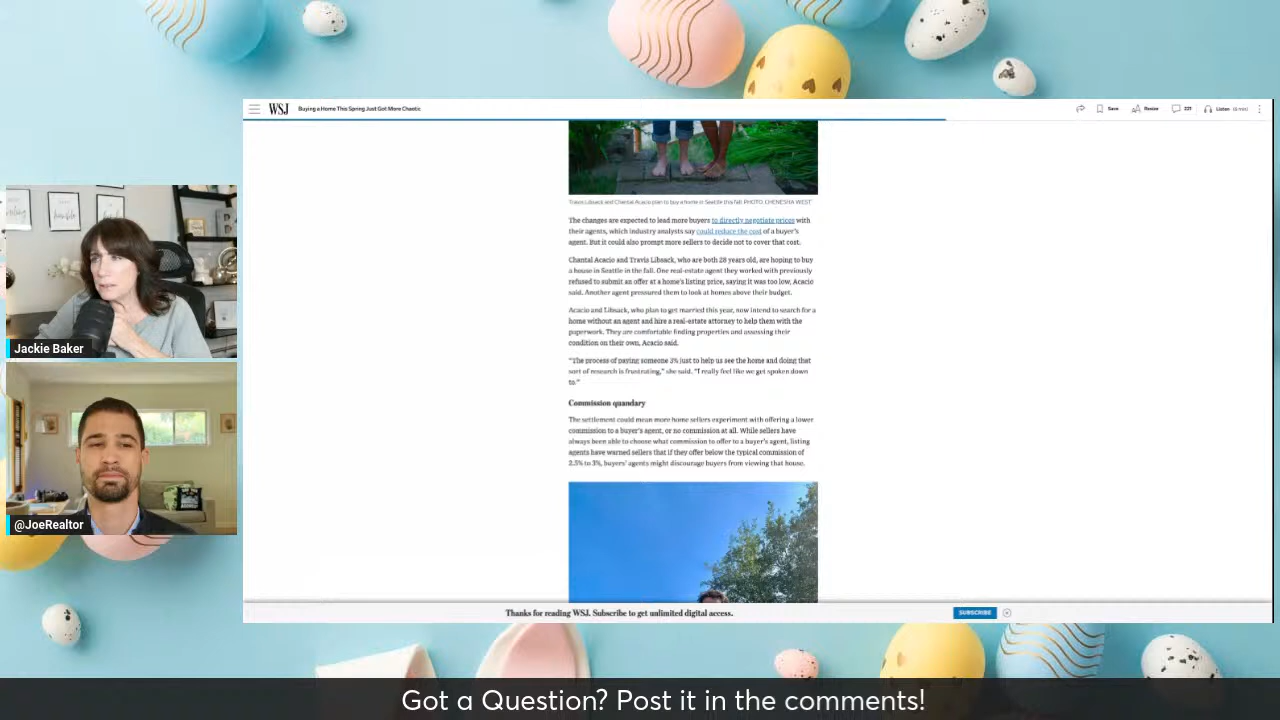 WSJ
Buying a Home This Spring Just Got More Chaotic
Save
Resize
221
Listen
Travis Libsack and Chantal Acacio plan to buy a home in Seattle this fall. PHOTO: CHENESHA WEST
The changes are expected to lead more buyers to directly negotiate prices with
their agents, which industry analysts say could reduce the cost of a buyer's
agent. But it could also prompt more sellers to decide not to cover that cost.
Chantal Acacio and Travis Libsack, who are both 28 years old, are hoping to buy
a house in Seattle in the fall. One real-estate agent they worked with previously
refused to submit an offer at a home's listing price, saying it was too low, Acacio
said. Another agent pressured them to look at homes above their budget.
Acacio and Libsack, who plan to get married this year, now intend to search for a
home without an agent and hire a real-estate attorney to help them with the
paperwork. They are comfortable finding properties and assessing their
condition on their own, Acacio said.
“The process of paying someone 3% just to help us see the home and doing that
sort of research is frustrating,” she said. “I really feel like we get spoken down
to.”
Commission quandary
The settlement could mean more home sellers experiment with offering a lower
commission to a buyer's agent, or no commission at all. While sellers have
always been able to choose what commission to offer to a buyer's agent, listing
agents have warned sellers that if they offer below the typical commission of
2.5% to 3%, buyers' agents might discourage buyers from viewing that house.
Thanks for reading WSJ. Subscribe to get unlimited digital access.
SUBSCRIBE
Jackie Baker
@JoeRealtor
Got a Question? Post it in the comments!